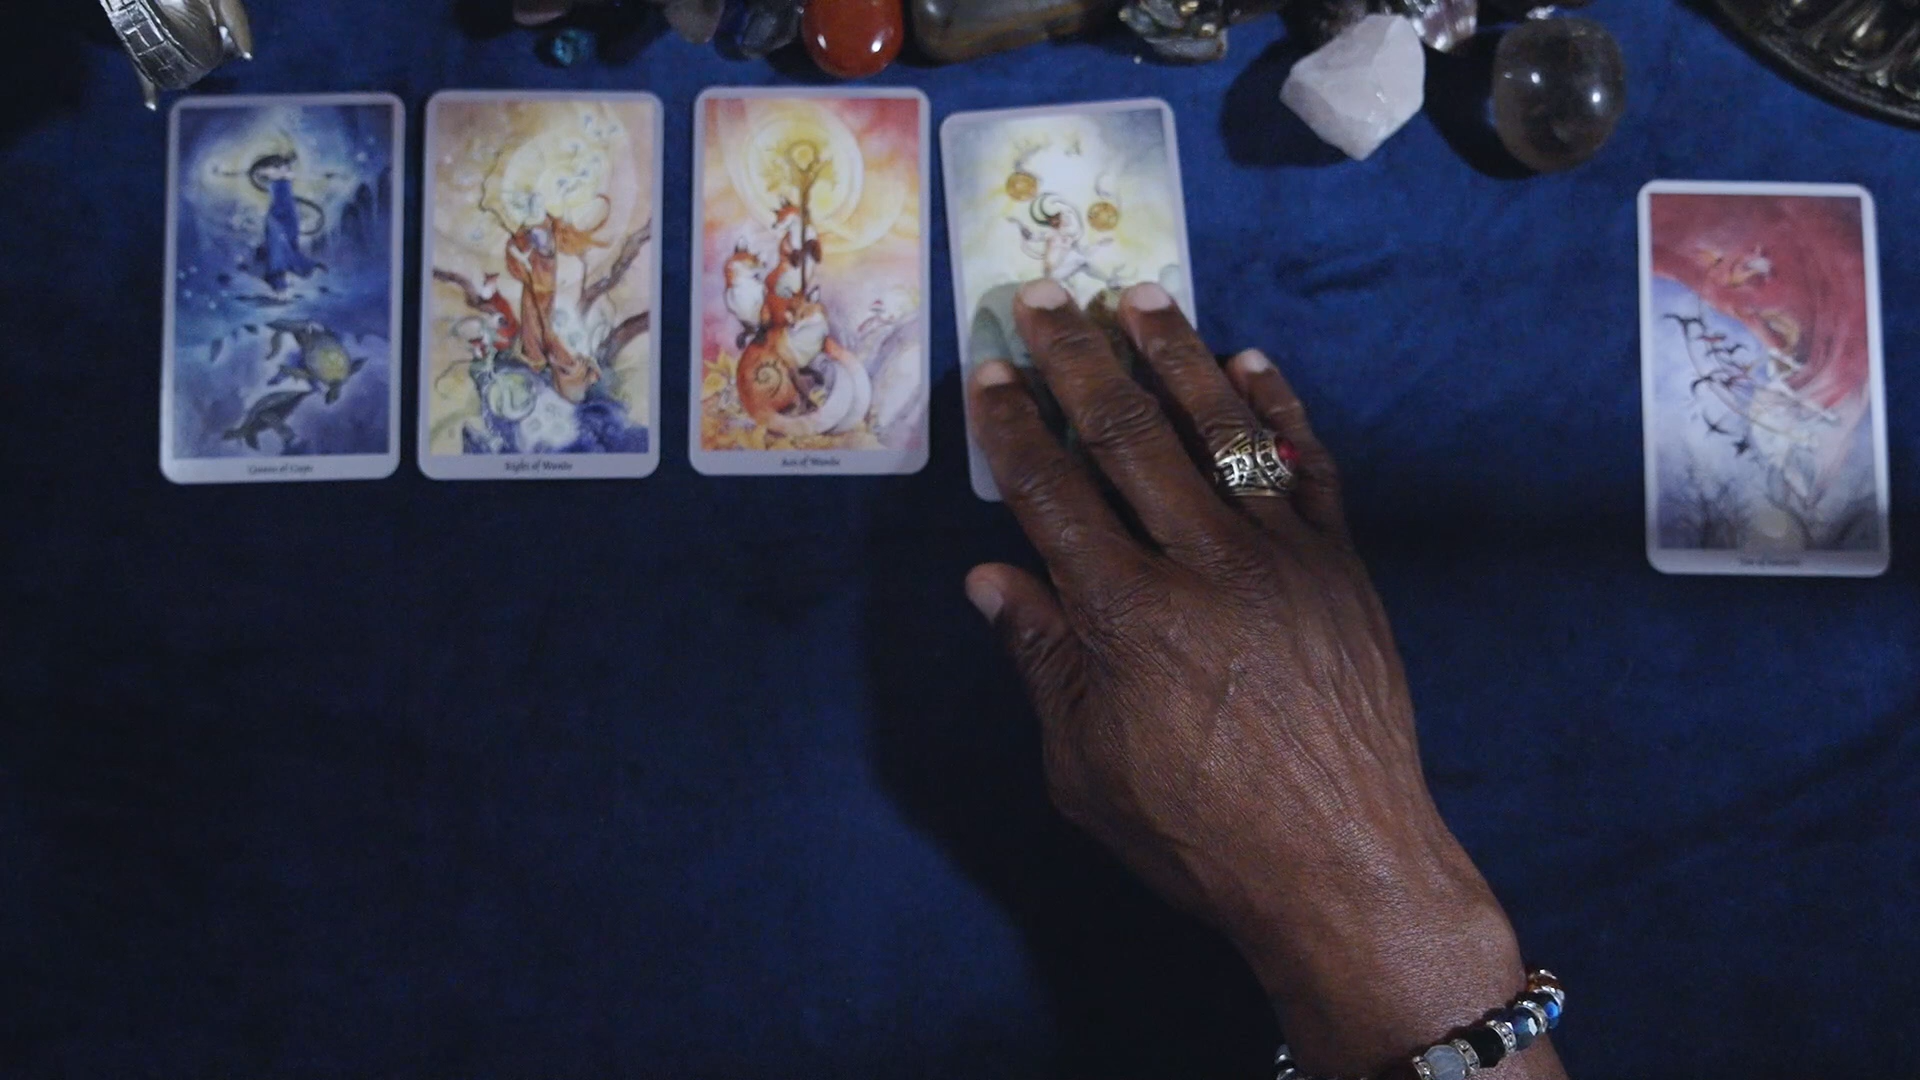 Queen of Cups
Eight of Wands
Ace of Wands